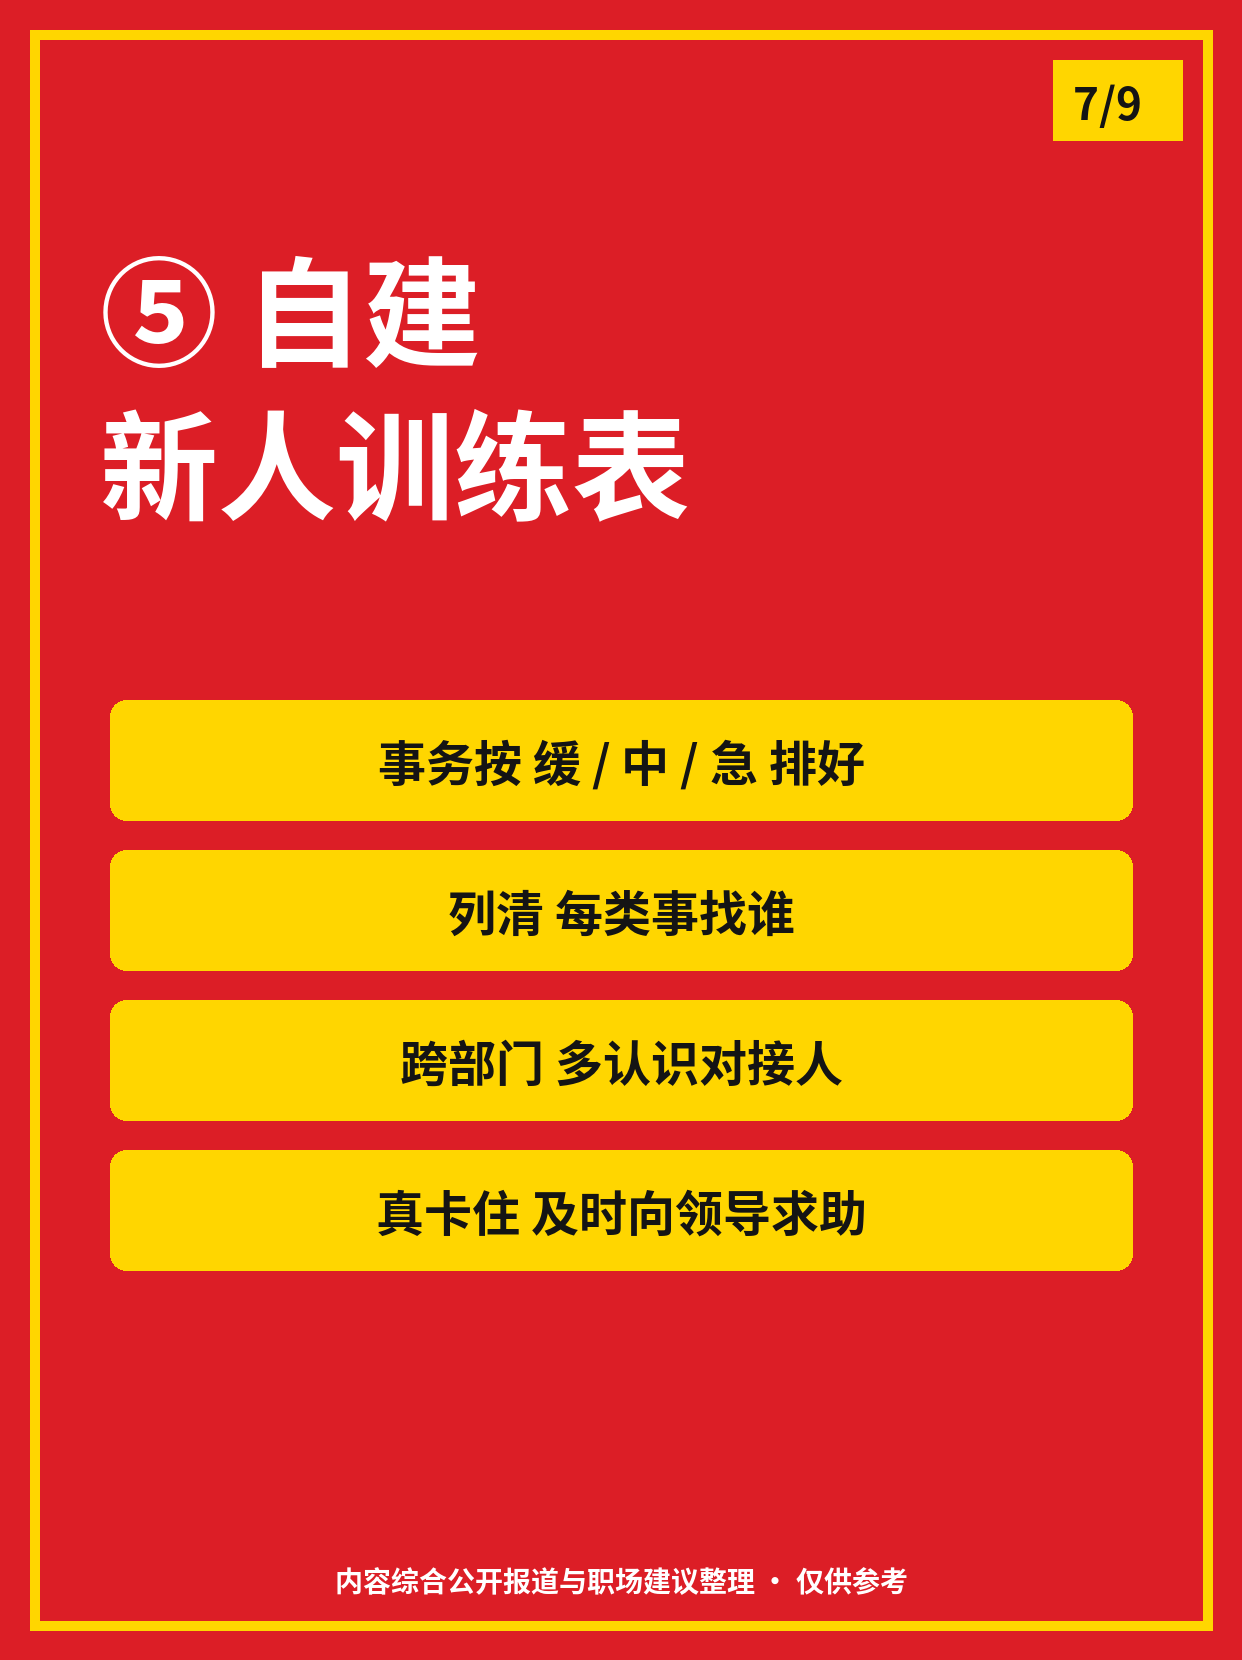 7/9
⑤ 自建
新人训练表
事务按 缓 / 中 / 急 排好
列清 每类事找谁
跨部门 多认识对接人
真卡住 及时向领导求助
内容综合公开报道与职场建议整理 · 仅供参考